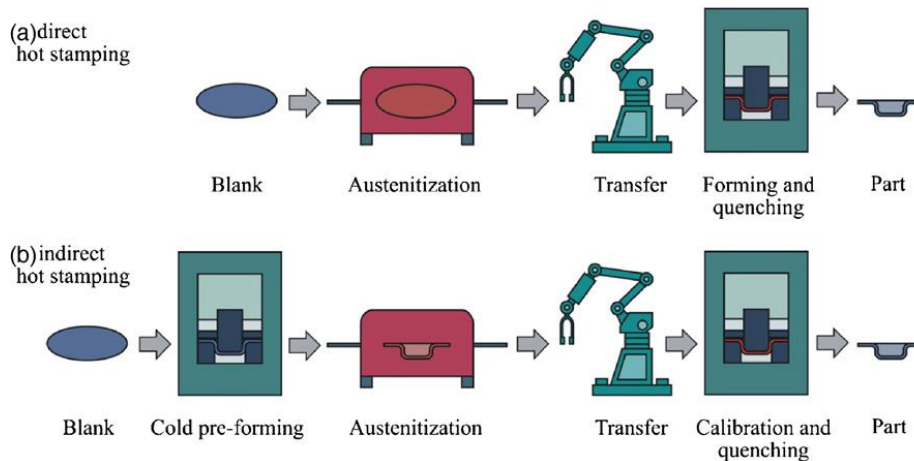 (a) direct
hot stamping
Blank
Austenitization
Transfer
Forming and
quenching
Part
(b) indirect
hot stamping
Blank
Cold pre-forming
Austenitization
Transfer
Calibration and
quenching
Part